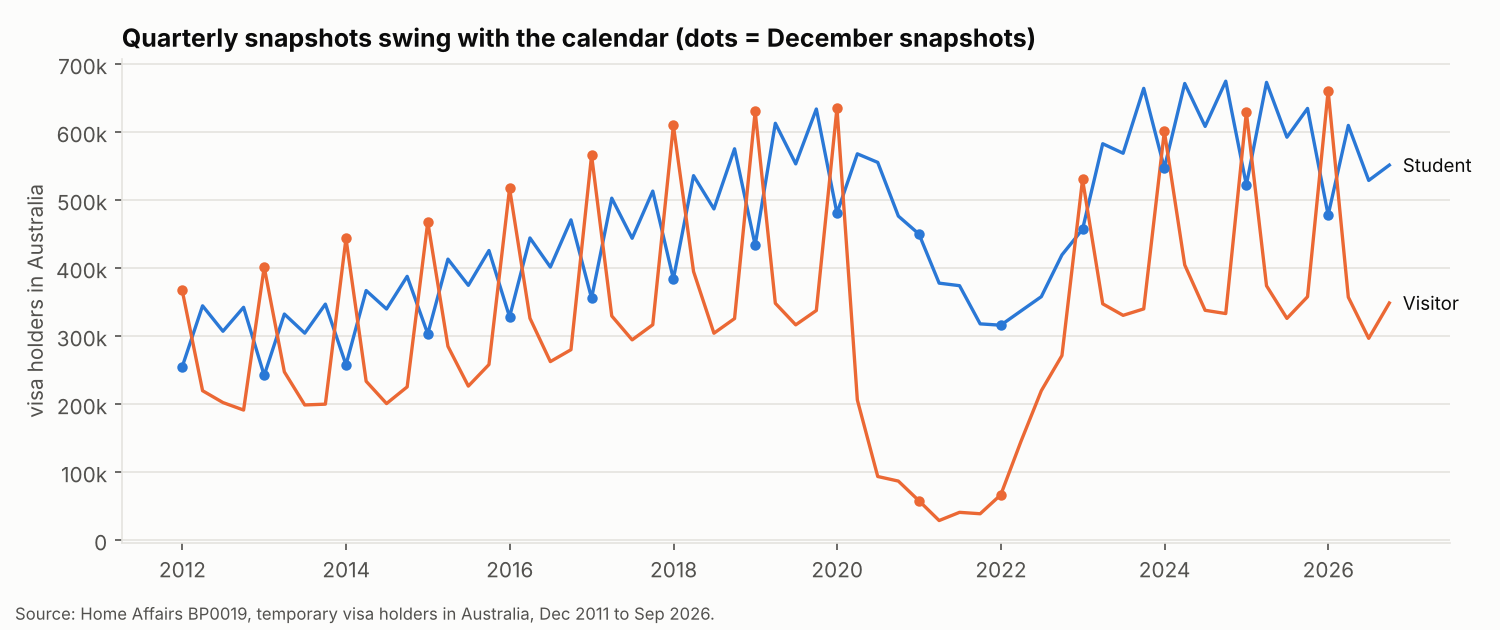 Quarterly snapshots swing with the calendar (dots = December snapshots)
visa holders in Australia
700k
600k
500k
400k
300k
200k
100k
0
Student
Visitor
2012 2014 2016 2018 2020 2022 2024 2026
Source: Home Affairs BP0019, temporary visa holders in Australia, Dec 2011 to Sep 2026.